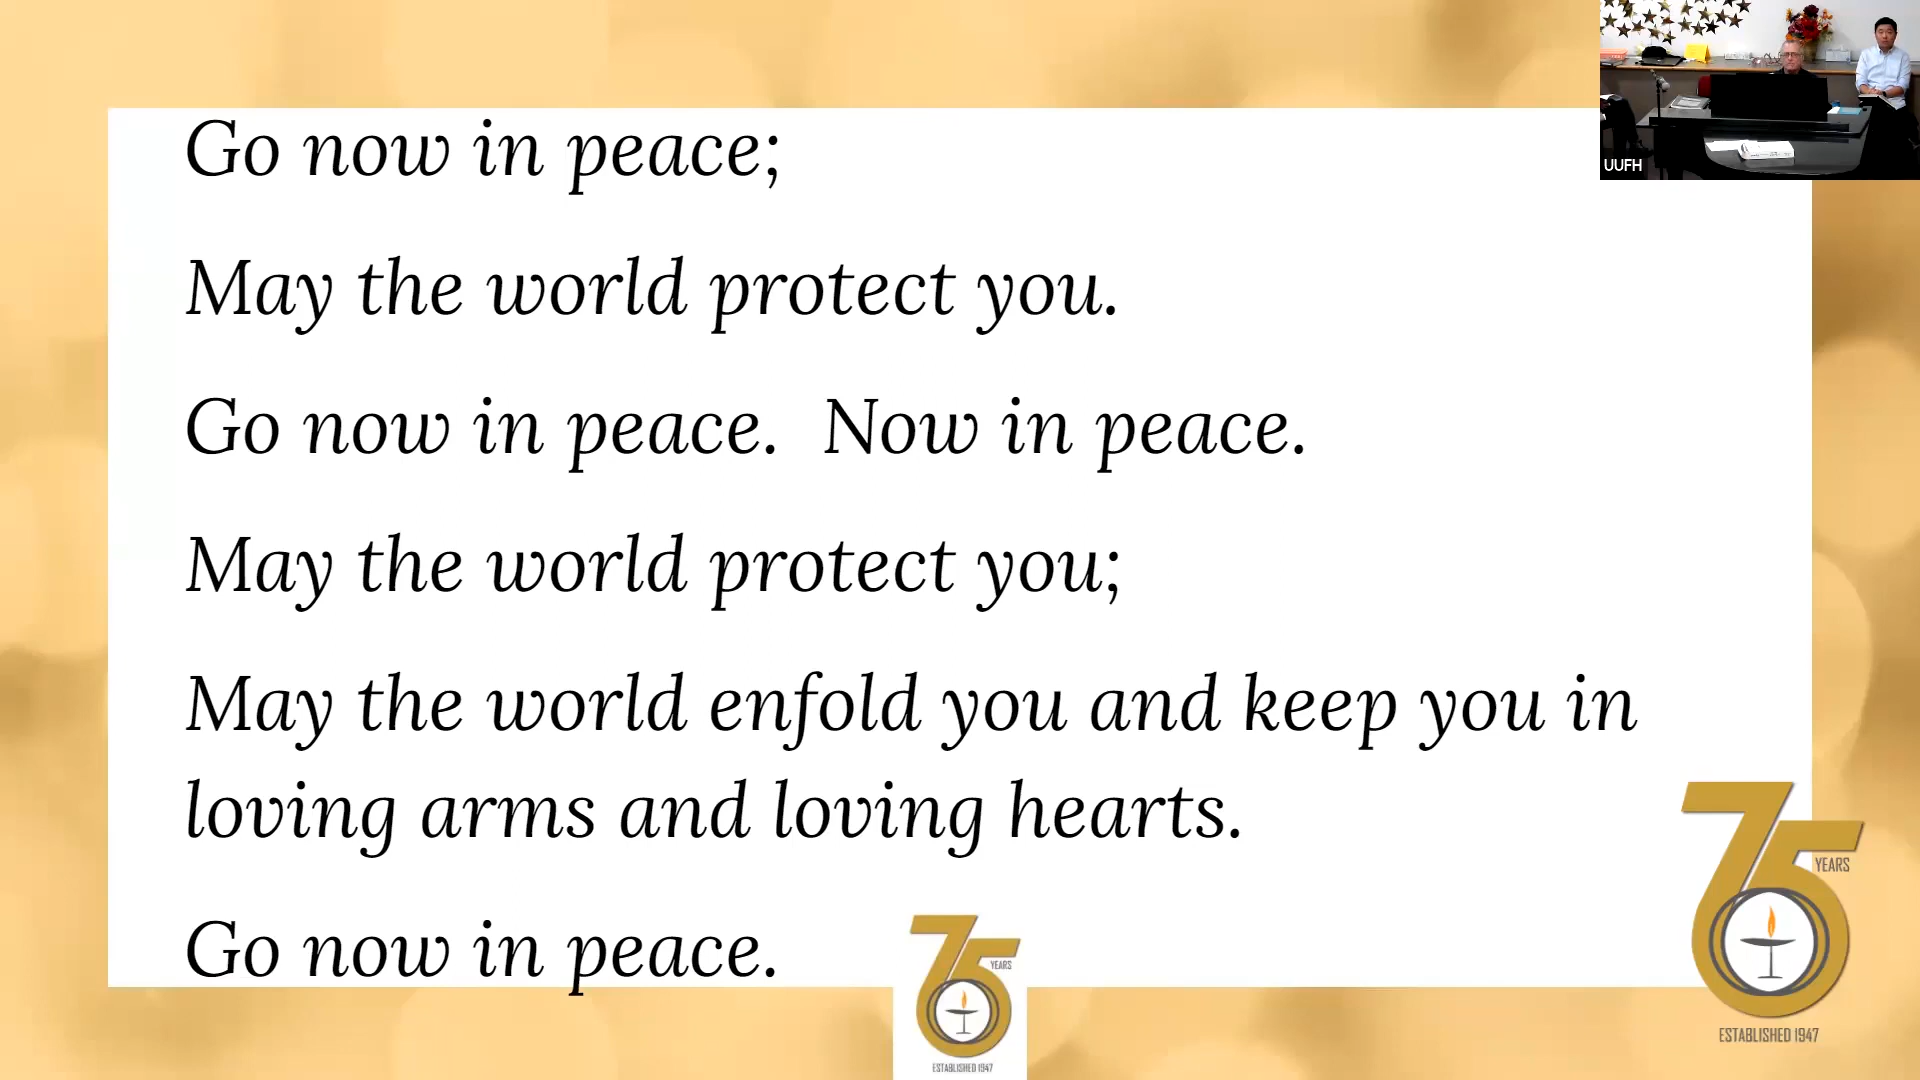 Go now in peace;
May the world protect you.
Go now in peace.  Now in peace.
May the world protect you;
May the world enfold you and keep you in
loving arms and loving hearts.
Go now in peace.
UUFH
75
YEARS
ESTABLISHED 1947
75
YEARS
ESTABLISHED 1947